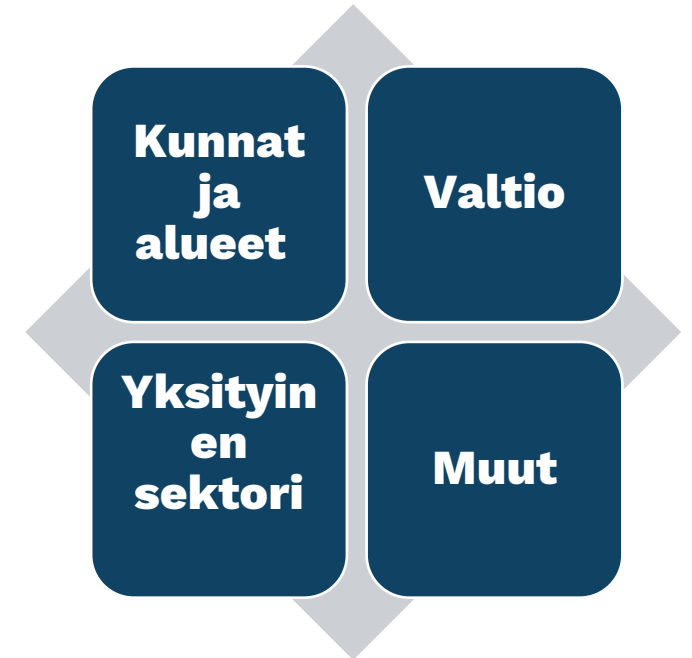 Kunnat
ja
alueet
Valtio
Yksityin
en
sektori
Muut